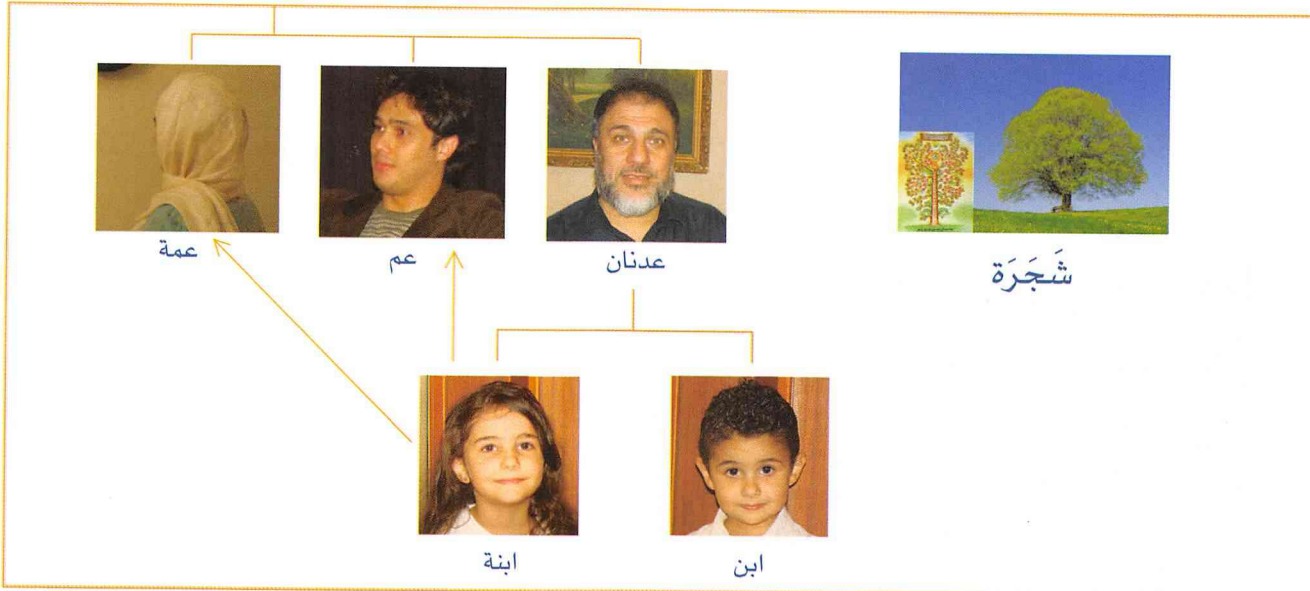 شَجَرَة
عدنان
عم
عمة
ابن
ابنة